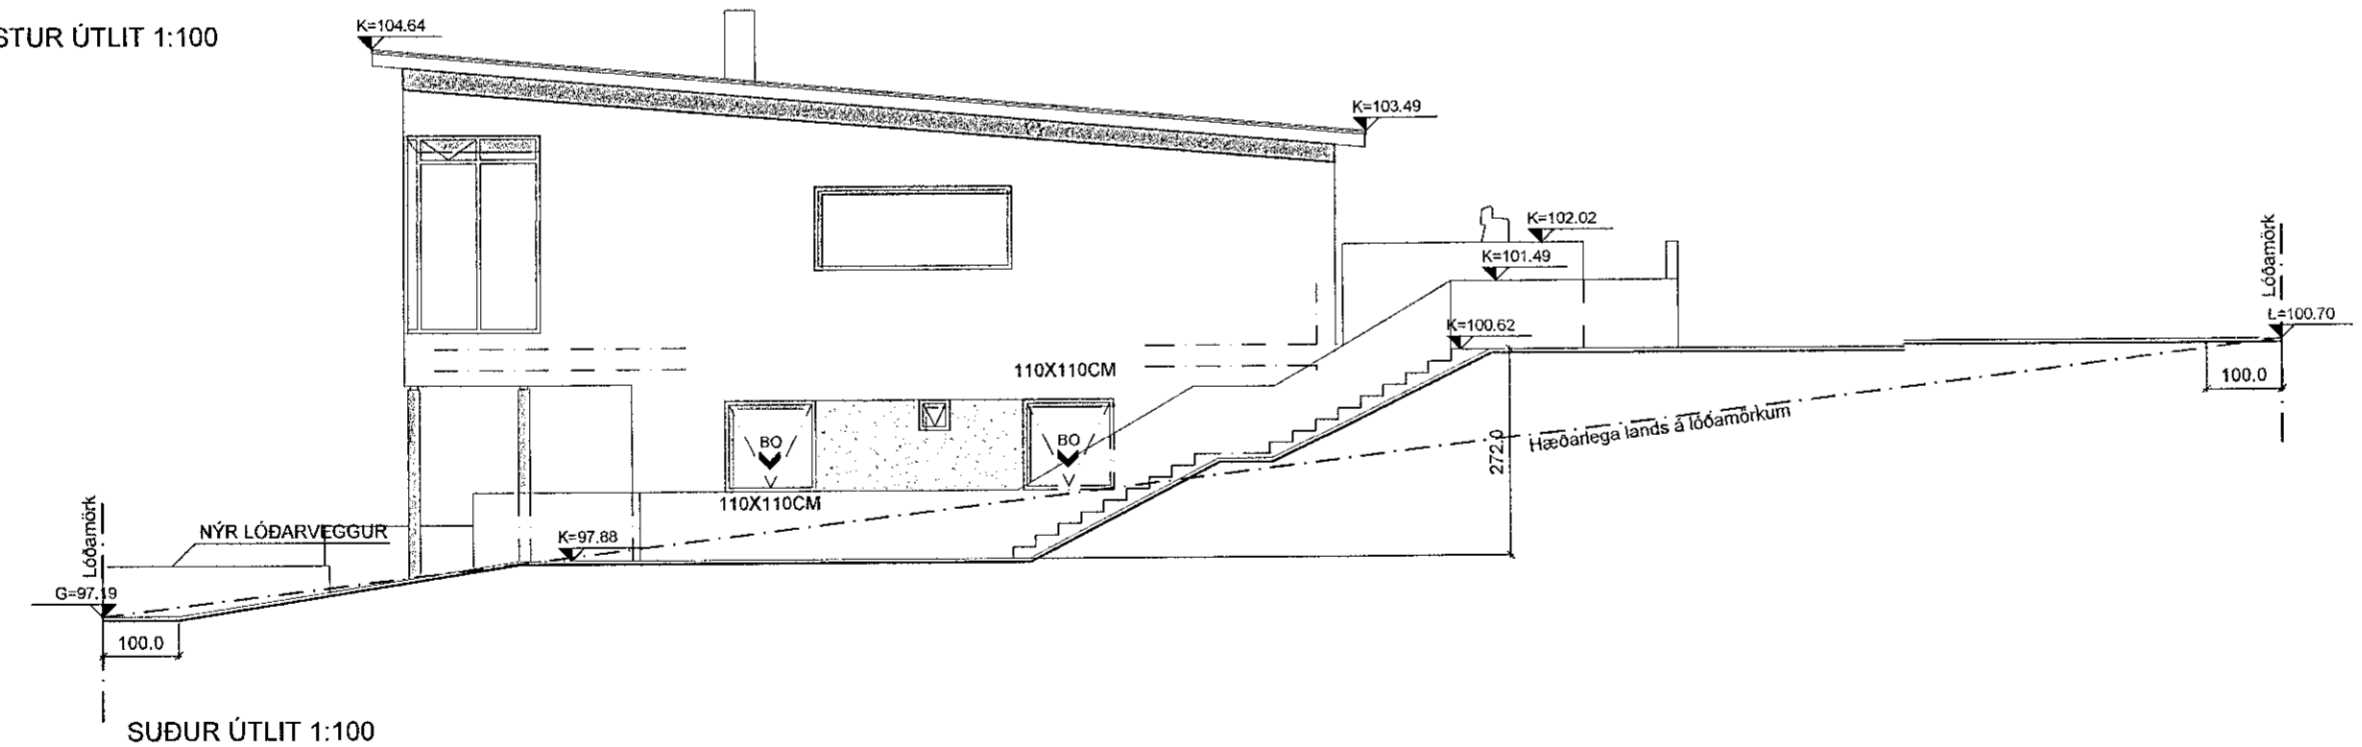 STUR ÚTLIT 1:100
K=104.64
K=103.49
K=102.02
K=101.49
K=100.62
Lóðamörk
Ł=100.70
100.0
110X110CM
BO
V
BO
V
110X110CM
272.0
Hæðarlega lands á lóðamörkum
Lóðamörk
NÝR LÓÐARVEGGUR
K=97.88
G=97.19
100.0
SUÐUR ÚTLIT 1:100